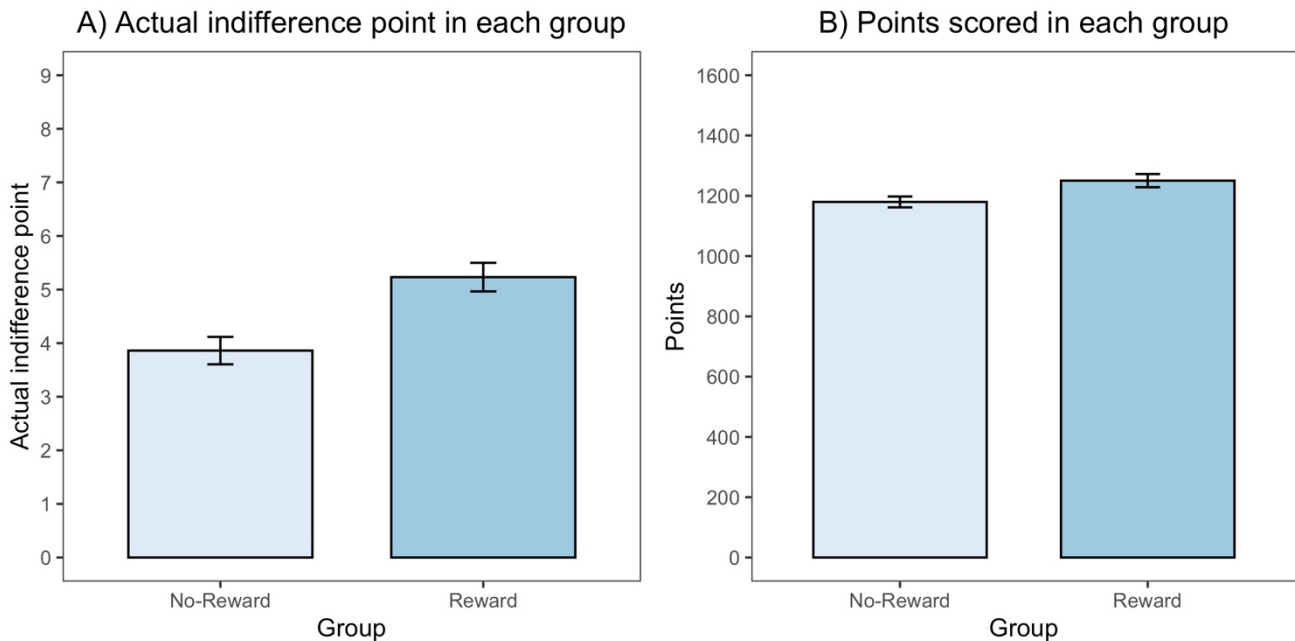 A) Actual indifference point in each group
Actual indifference point
9
8
7
6
5
4
3
2
1
0
No-Reward
Reward
Group
B) Points scored in each group
Points
1600
1400
1200
1000
800
600
400
200
0
No-Reward
Reward
Group